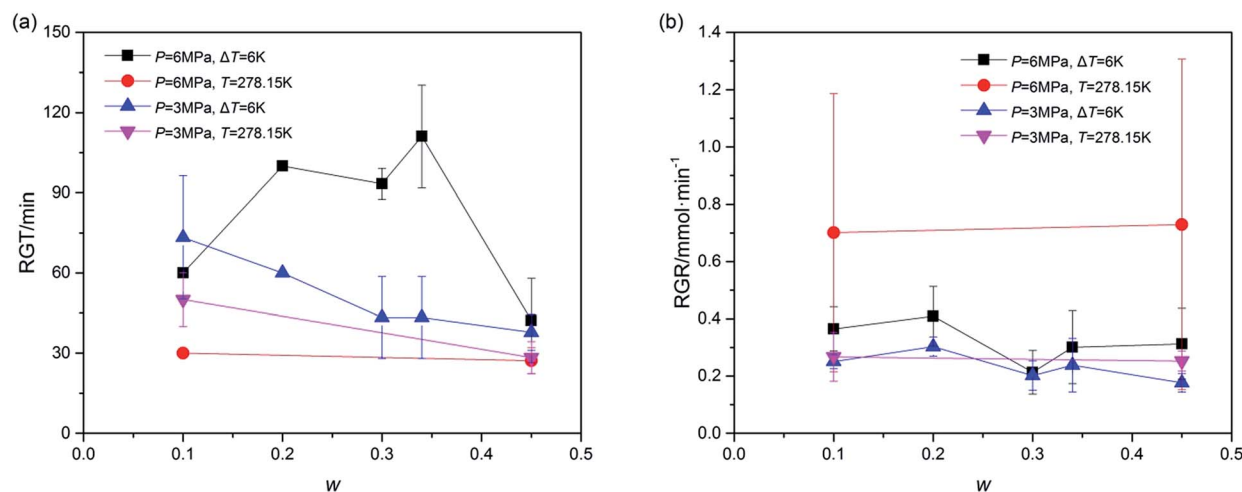 (a)
150
120
90
60
30
0
RGT/min
P=6MPa, ΔT=6K
P=6MPa, T=278.15K
P=3MPa, ΔT=6K
P=3MPa, T=278.15K
0.0 0.1 0.2 0.3 0.4 0.5
w
(b)
1.4
1.2
1.0
0.8
0.6
0.4
0.2
0.0
RGR/mmol·min⁻¹
P=6MPa, ΔT=6K
P=6MPa, T=278.15K
P=3MPa, ΔT=6K
P=3MPa, T=278.15K
0.0 0.1 0.2 0.3 0.4 0.5
w